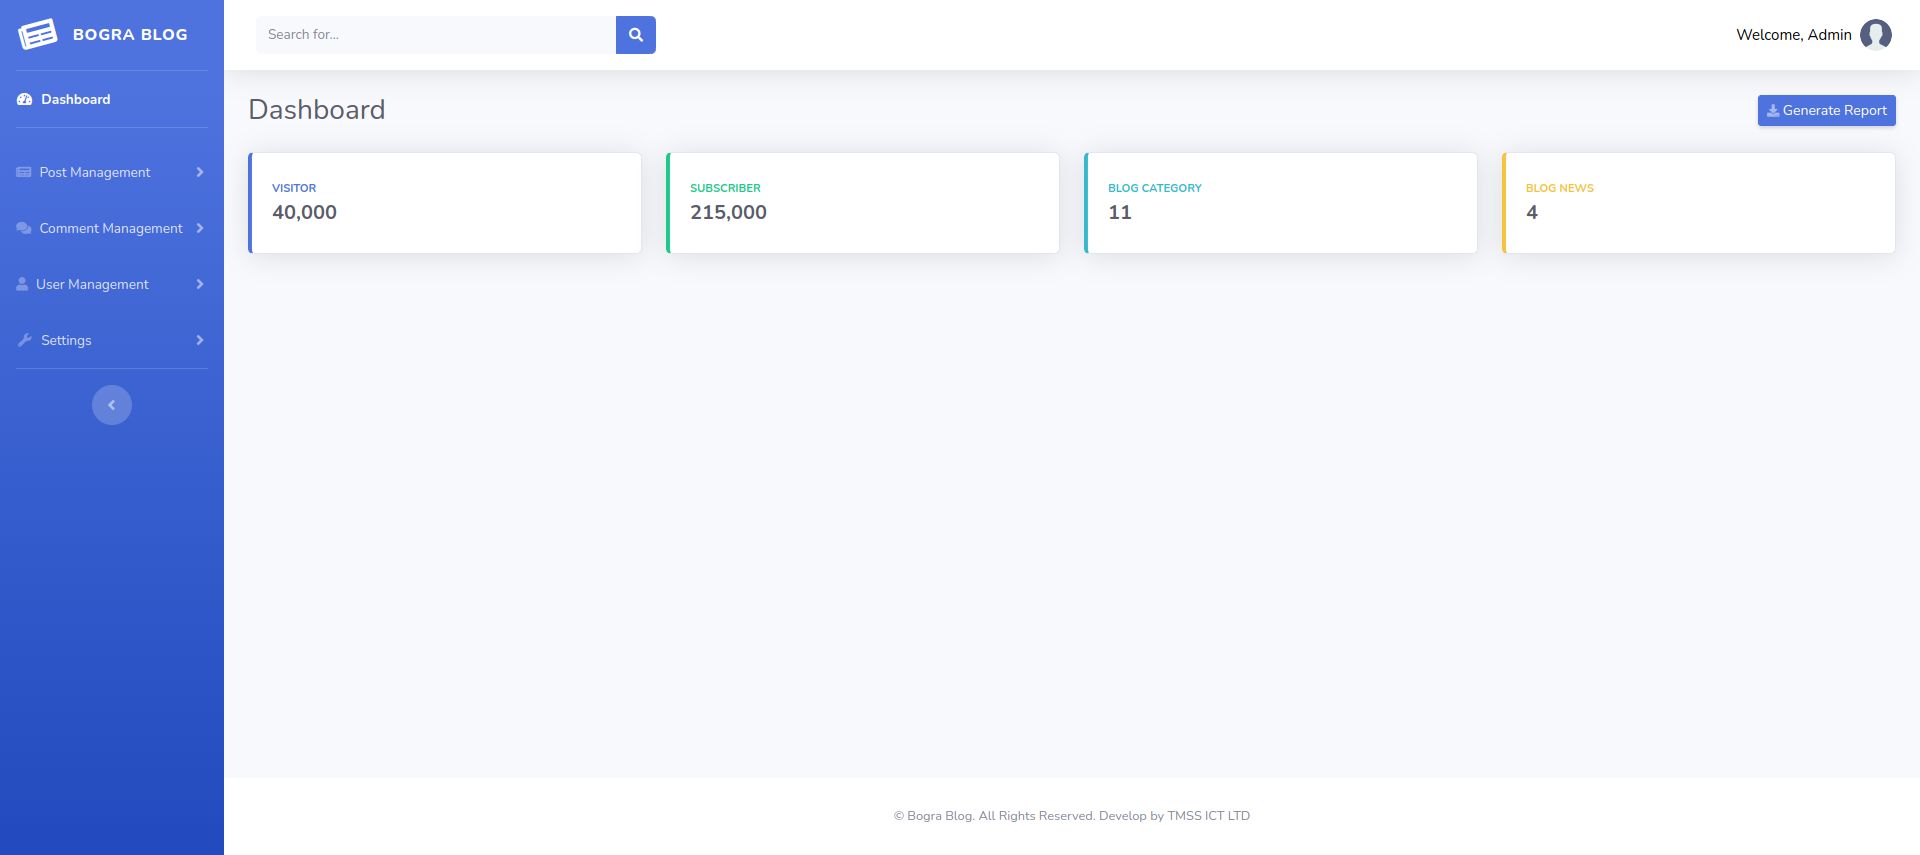 BOGRA BLOG
Search for...
Welcome, Admin
Dashboard
Post Management
Comment Management
User Management
Settings
Dashboard
Generate Report
VISITOR
40,000
SUBSCRIBER
215,000
BLOG CATEGORY
11
BLOG NEWS
4
© Bogra Blog. All Rights Reserved. Develop by TMSS ICT LTD